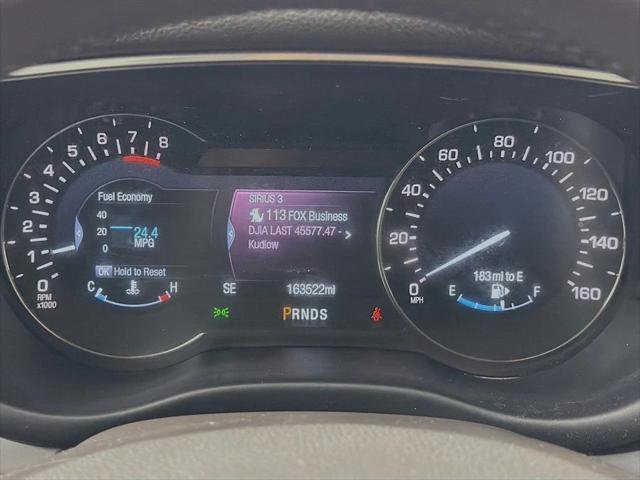 0 1 2 3 4 5 6 7 8
RPM
x1000
Fuel Economy
40
20
0
24.4
MPG
OK Hold to Reset
C H
SIRIUS 3
113 FOX Business
DJIA LAST 45577.47 -
Kudlow
SE 163522mi
PRNDS
0 20 40 60 80 100 120 140 160
MPH
183 mi to E
E F